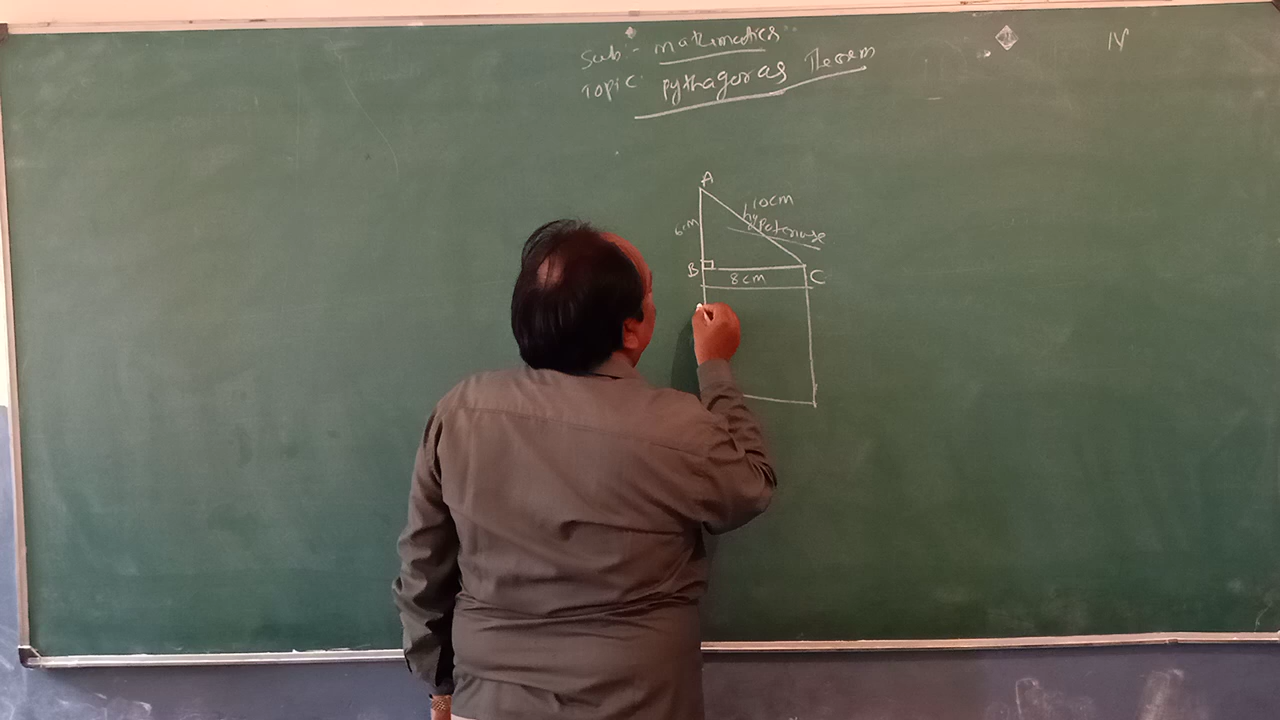 Sub:- mathematics
Topic: pythagoras Theorem
IV
A
10cm
hypotenuse
6cm
B
8cm
C